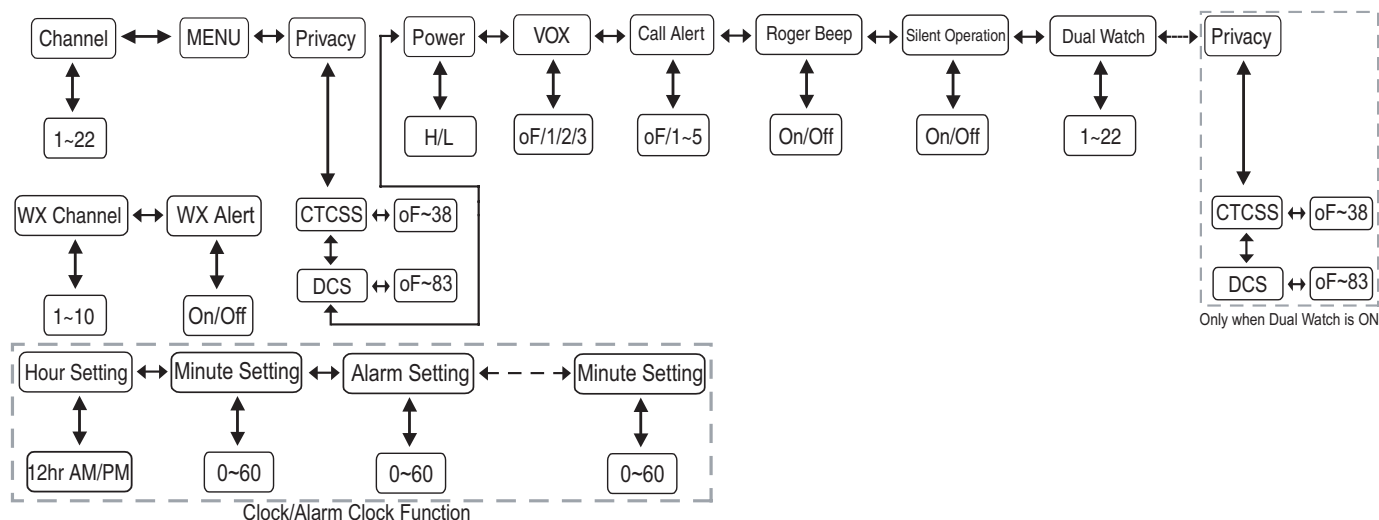 Channel MENU Privacy Power VOX Call Alert Roger Beep Silent Operation Dual Watch Privacy
1~22 H/L oF/1/2/3 oF/1~5 On/Off On/Off 1~22
WX Channel WX Alert CTCSS oF~38 CTCSS oF~38
DCS oF~83 DCS oF~83
1~10 On/Off
Only when Dual Watch is ON
Hour Setting Minute Setting Alarm Setting Minute Setting
12hr AM/PM 0~60 0~60 0~60
Clock/Alarm Clock Function